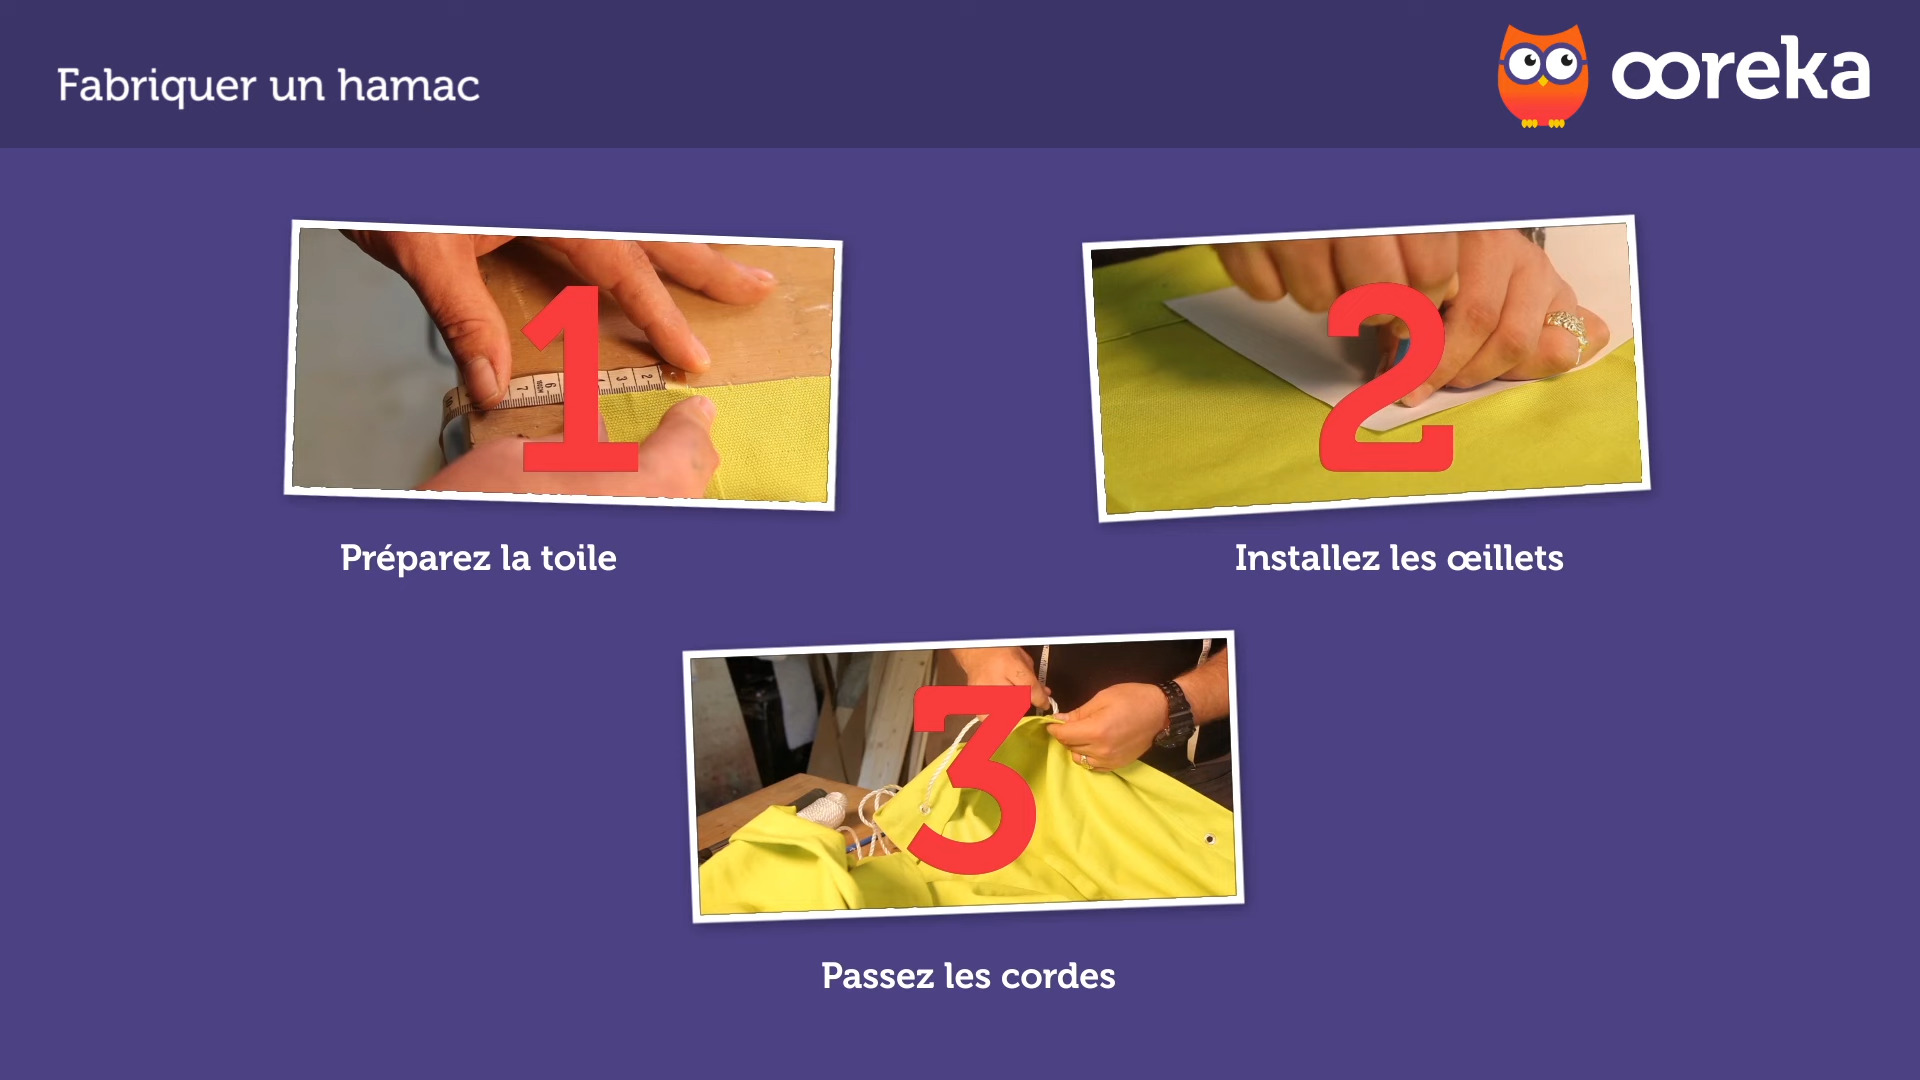 Fabriquer un hamac
ooreka
1
2
Préparez la toile
Installez les œillets
3
Passez les cordes